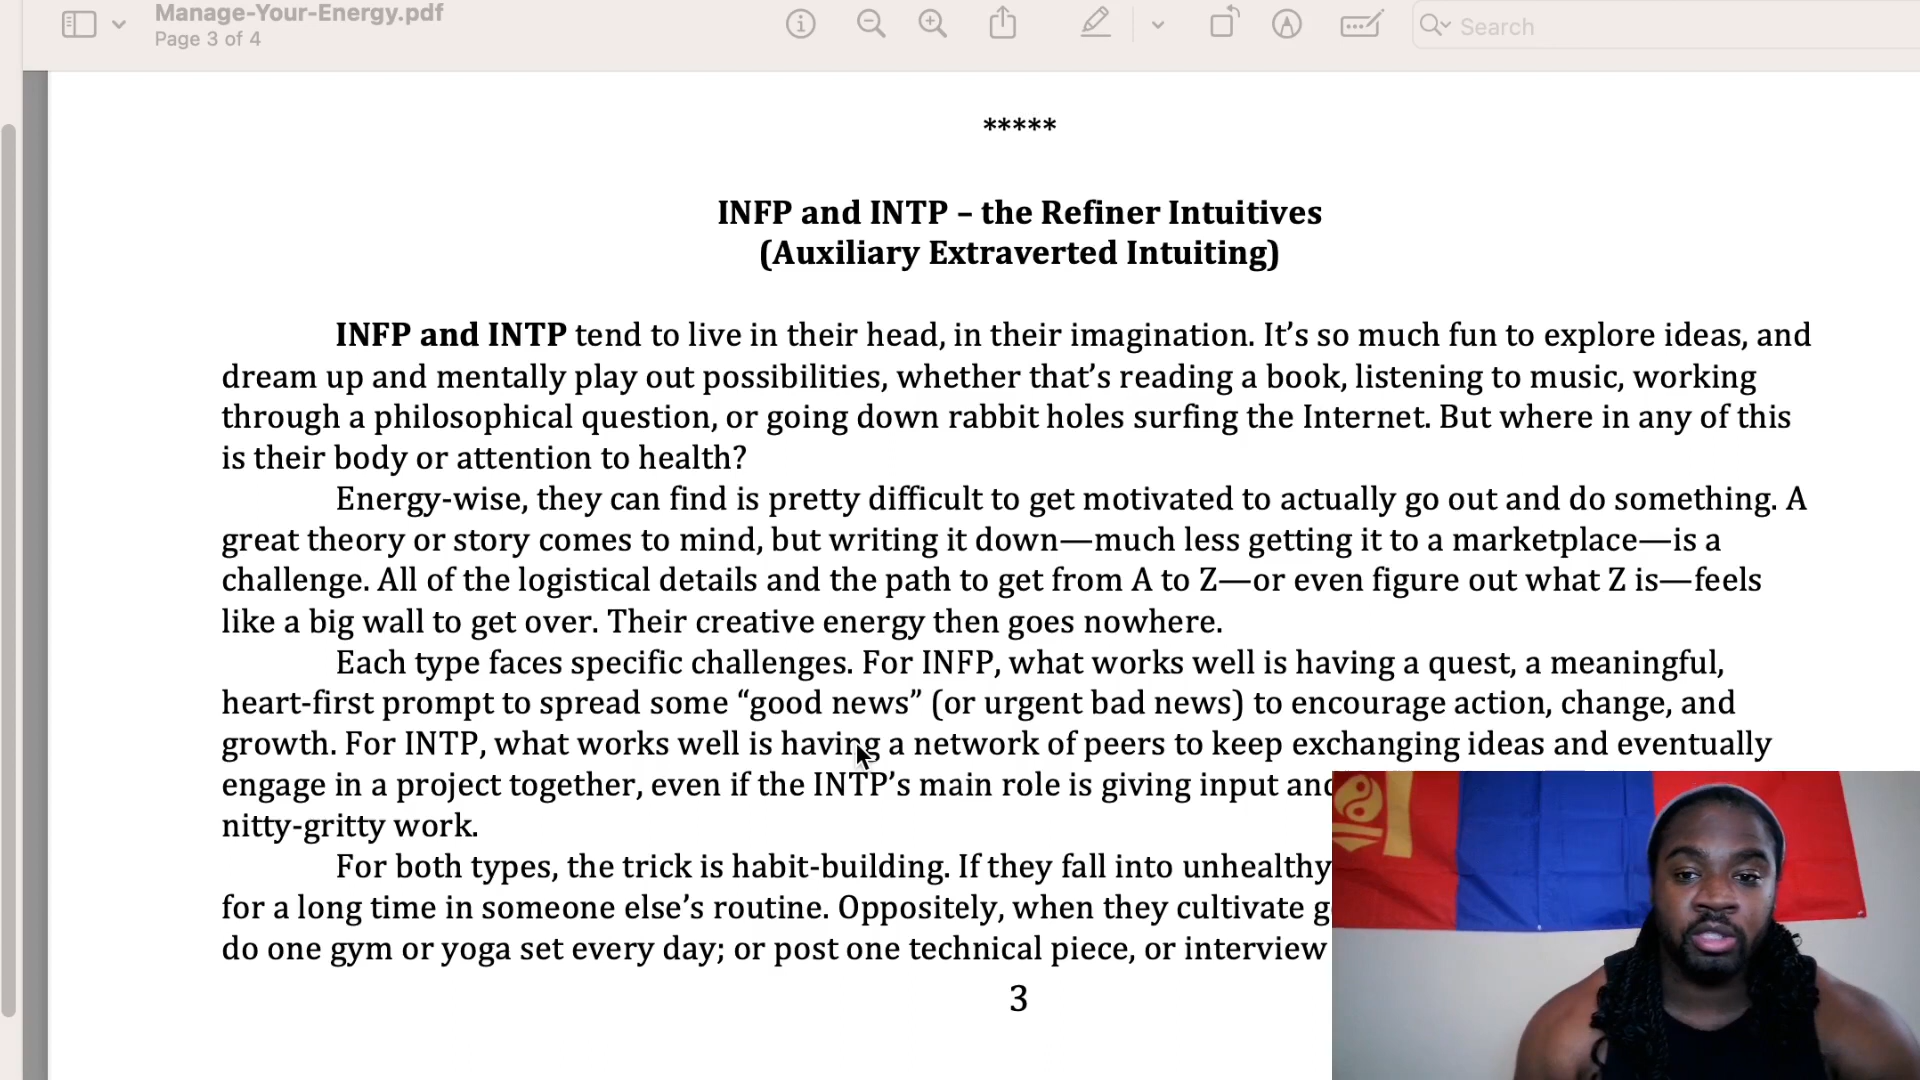 Manage-Your-Energy.pdf
Page 3 of 4
Search
*****
INFP and INTP – the Refiner Intuitives
(Auxiliary Extraverted Intuiting)
INFP and INTP tend to live in their head, in their imagination. It’s so much fun to explore ideas, and
dream up and mentally play out possibilities, whether that’s reading a book, listening to music, working
through a philosophical question, or going down rabbit holes surfing the Internet. But where in any of this
is their body or attention to health?
Energy-wise, they can find is pretty difficult to get motivated to actually go out and do something. A
great theory or story comes to mind, but writing it down—much less getting it to a marketplace—is a
challenge. All of the logistical details and the path to get from A to Z—or even figure out what Z is—feels
like a big wall to get over. Their creative energy then goes nowhere.
Each type faces specific challenges. For INFP, what works well is having a quest, a meaningful,
heart-first prompt to spread some “good news” (or urgent bad news) to encourage action, change, and
growth. For INTP, what works well is having a network of peers to keep exchanging ideas and eventually
engage in a project together, even if the INTP’s main role is giving input and
nitty-gritty work.
For both types, the trick is habit-building. If they fall into unhealthy
for a long time in someone else’s routine. Oppositely, when they cultivate
do one gym or yoga set every day; or post one technical piece, or interview
3